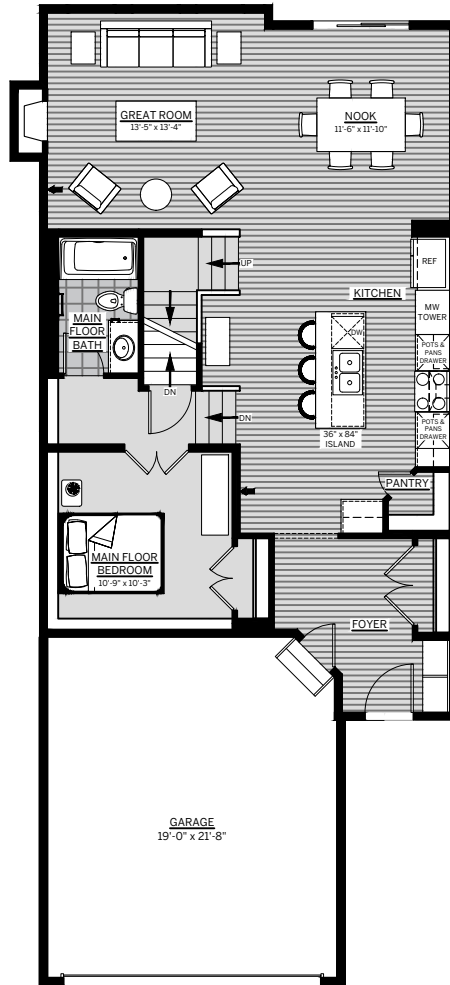 GREAT ROOM
13'-5" x 13'-4"
NOOK
11'-6" x 11'-10"
UP
REF
KITCHEN
MW
TOWER
MAIN
FLOOR
BATH
DW
POTS &
PANS
DRAWER
DN
DN
POTS &
PANS
DRAWER
36" x 84"
ISLAND
PANTRY
MAIN FLOOR
BEDROOM
10'-9" x 10'-3"
FOYER
GARAGE
19'-0" x 21'-8"